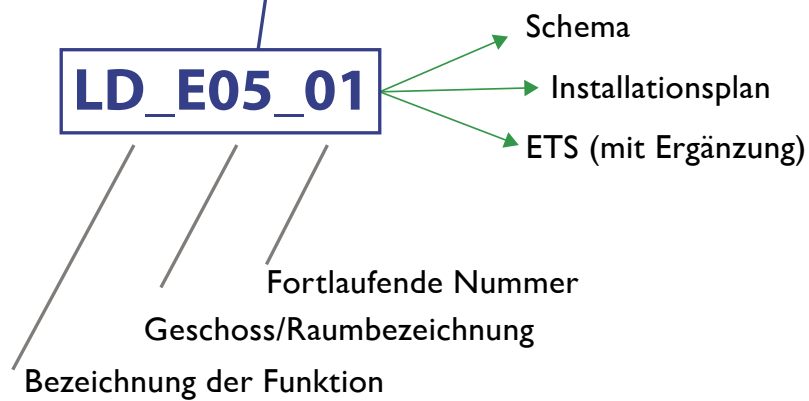 Schema
LD_E05_01
Installationsplan
ETS (mit Ergänzung)
Fortlaufende Nummer
Geschoss/Raumbezeichnung
Bezeichnung der Funktion